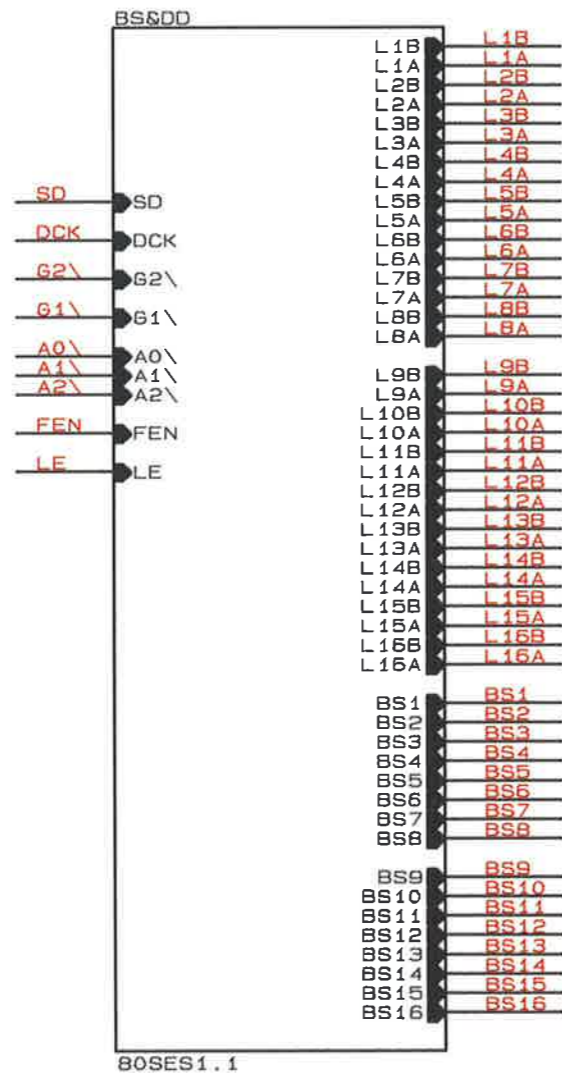 BS&DD
SD SD
DCK DCK
G2\ G2\
G1\ G1\
A0\ A0\
A1\ A1\
A2\ A2\
FEN FEN
LE LE
L1B L1B
L1A L1A
L2B L2B
L2A L2A
L3B L3B
L3A L3A
L4B L4B
L4A L4A
L5B L5B
L5A L5A
L6B L6B
L6A L6A
L7B L7B
L7A L7A
L8B L8B
L8A L8A
L9B L9B
L9A L9A
L10B L10B
L10A L10A
L11B L11B
L11A L11A
L12B L12B
L12A L12A
L13B L13B
L13A L13A
L14B L14B
L14A L14A
L15B L15B
L15A L15A
L16B L16B
L16A L16A
BS1 BS1
BS2 BS2
BS3 BS3
BS4 BS4
BS5 BS5
BS6 BS6
BS7 BS7
BS8 BS8
BS9 BS9
BS10 BS10
BS11 BS11
BS12 BS12
BS13 BS13
BS14 BS14
BS15 BS15
BS16 BS16
80SES1.1